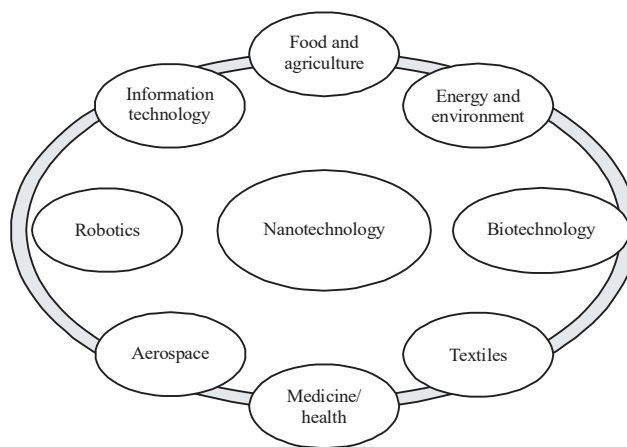 Food and
agriculture
Information
technology
Energy and
environment
Robotics
Nanotechnology
Biotechnology
Aerospace
Textiles
Medicine/
health